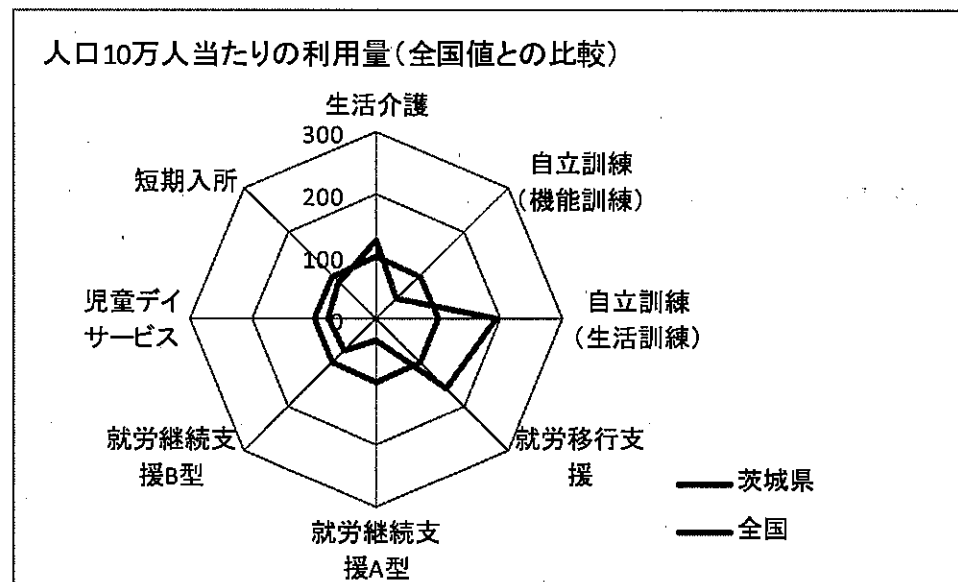 人口10万人当たりの利用量(全国値との比較)
生活介護
300
200
100
0
自立訓練
(機能訓練)
自立訓練
(生活訓練)
就労移行支
援
就労継続支
援A型
就労継続支
援B型
児童デイ
サービス
短期入所
茨城県
全国